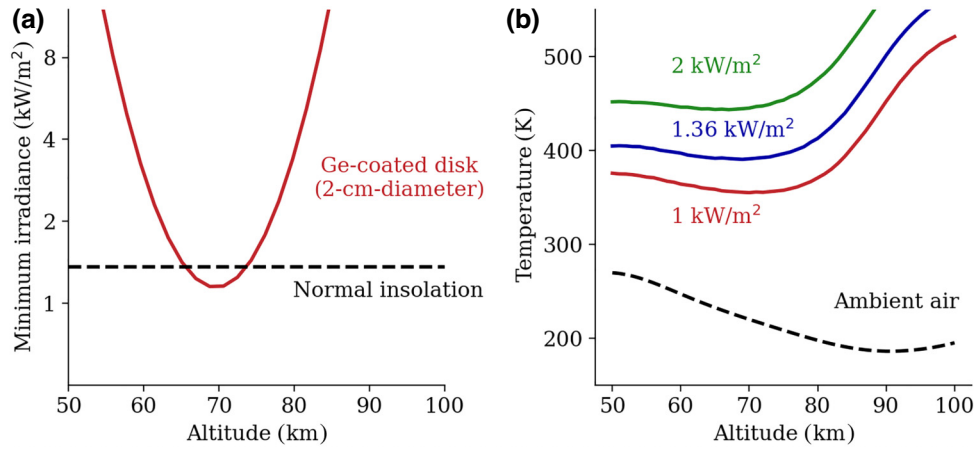 (a)
Minimum irradiance (kW/m²)
8
4
2
1
Ge-coated disk
(2-cm-diameter)
Normal insolation
50 60 70 80 90 100
Altitude (km)
(b)
Temperature (K)
500
400
300
200
2 kW/m²
1.36 kW/m²
1 kW/m²
Ambient air
50 60 70 80 90 100
Altitude (km)